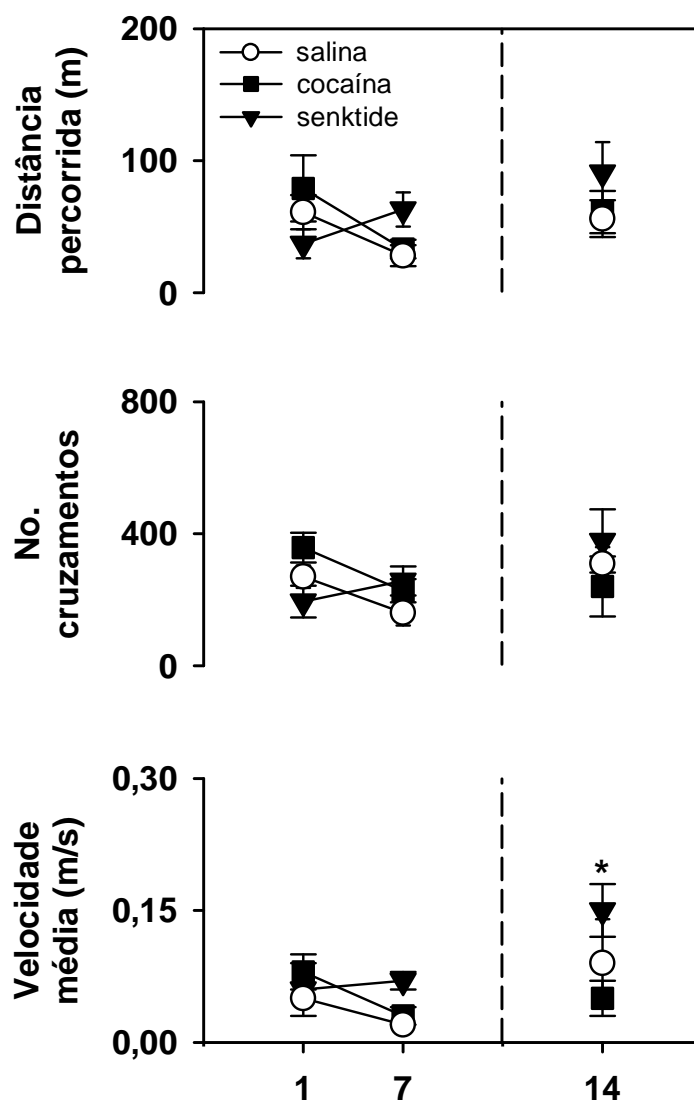 200
salina
cocaína
senktide
100
0
Distância
percorrida (m)
800
400
0
No.
cruzamentos
0,30
*
0,15
0,00
Velocidade
média (m/s)
1 7 14